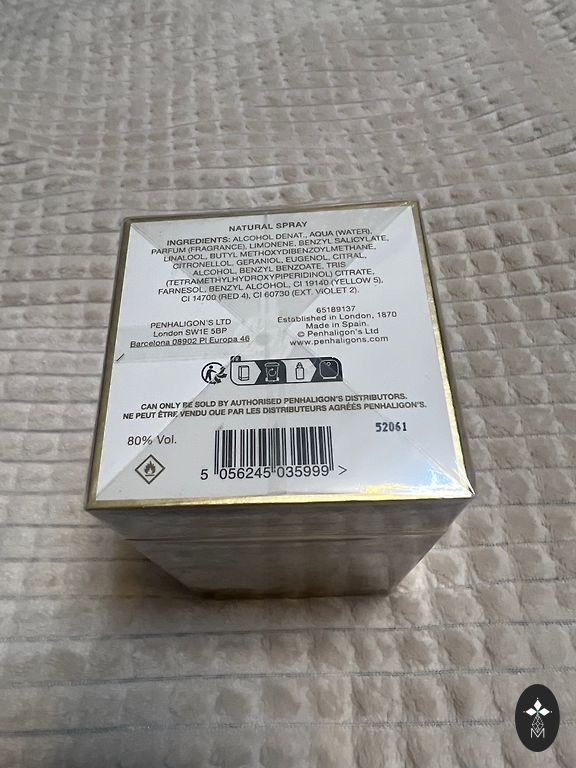 NATURAL SPRAY
INGREDIENTS: ALCOHOL DENAT., AQUA (WATER),
PARFUM (FRAGRANCE), LIMONENE, BENZYL SALICYLATE,
LINALOOL, BUTYL METHOXYDIBENZOYLMETHANE,
CITRONELLOL, GERANIOL, EUGENOL, CITRAL,
ALCOHOL, BENZYL BENZOATE, TRIS
(TETRAMETHYLHYDROXYPIPERIDINOL) CITRATE,
FARNESOL, BENZYL ALCOHOL, CI 19140 (YELLOW 5),
CI 14700 (RED 4), CI 60730 (EXT. VIOLET 2).
PENHALIGON'S LTD
London SW1E 5BP
Barcelona 08902 Pl Europa 46
65189137
Established in London, 1870
Made in Spain.
© Penhaligon's Ltd
www.penhaligons.com
CAN ONLY BE SOLD BY AUTHORISED PENHALIGON'S DISTRIBUTORS.
NE PEUT ÊTRE VENDU QUE PAR LES DISTRIBUTEURS AGRÉÉS PENHALIGON'S.
80% Vol.
52061
5 056245 035999 >
M